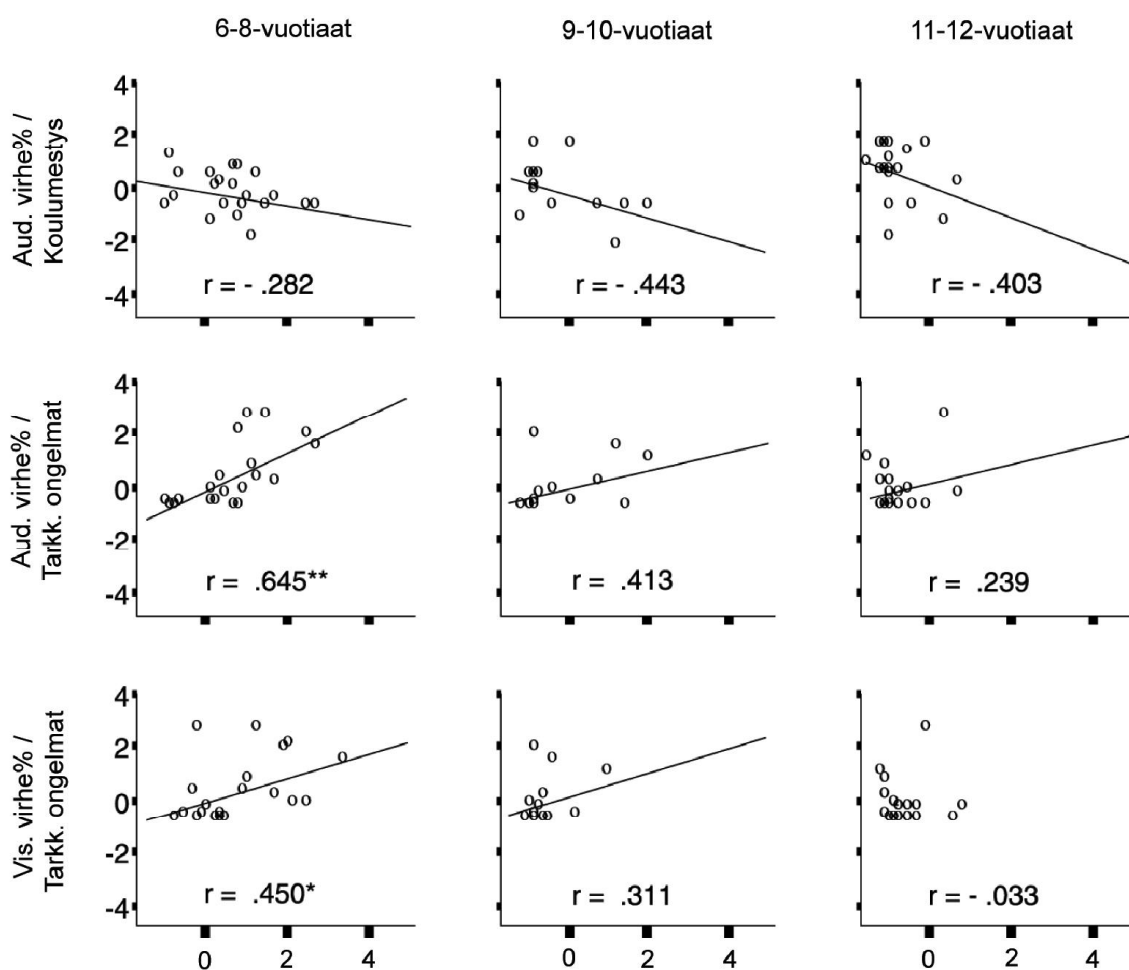 6-8-vuotiaat
9-10-vuotiaat
11-12-vuotiaat
Aud. virhe% /
Koulumestys
4
2
0
-2
-4
r = - .282
r = - .443
r = - .403
Aud. virhe% /
Tarkk. ongelmat
4
2
0
-2
-4
r = .645**
r = .413
r = .239
Vis. virhe% /
Tarkk. ongelmat
4
2
0
-2
-4
r = .450*
r = .311
r = - .033
0 2 4
0 2 4
0 2 4